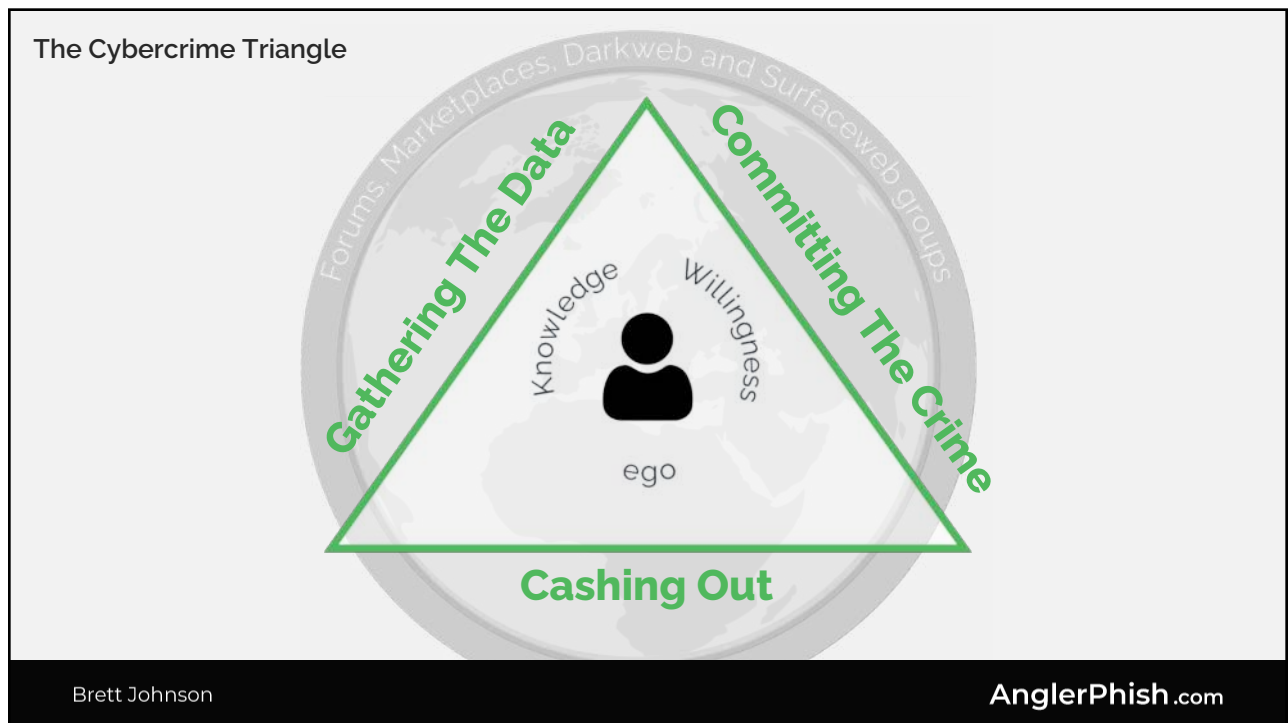 The Cybercrime Triangle
Forums, Marketplaces, Darkweb and Surfaceweb groups
Gathering The Data
Committing The Crime
Knowledge
Willingness
ego
Cashing Out
Brett Johnson
AnglerPhish.com